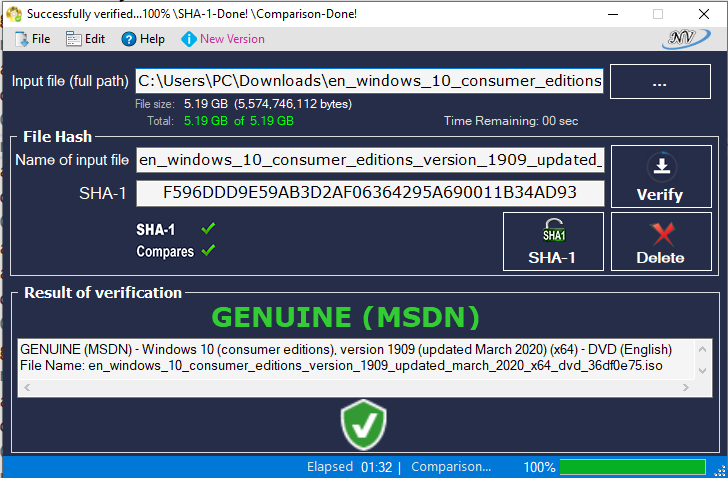 Successfully verified...100% \SHA-1-Done! \Comparison-Done!
File Edit Help New Version NV
Input file (full path) C:\Users\PC\Downloads\en_windows_10_consumer_editions ...
File size: 5.19 GB (5,574,746,112 bytes)
Total: 5.19 GB of 5.19 GB Time Remaining: 00 sec
File Hash
Name of input file en_windows_10_consumer_editions_version_1909_updated_
Verify
SHA-1 F596DDD9E59AB3D2AF06364295A690011B34AD93
SHA-1
Compares
SHA1
SHA-1
Delete
Result of verification
GENUINE (MSDN)
GENUINE (MSDN) - Windows 10 (consumer editions), version 1909 (updated March 2020) (x64) - DVD (English)
File Name: en_windows_10_consumer_editions_version_1909_updated_march_2020_x64_dvd_36df0e75.iso
Elapsed 01:32 | Comparison... 100%